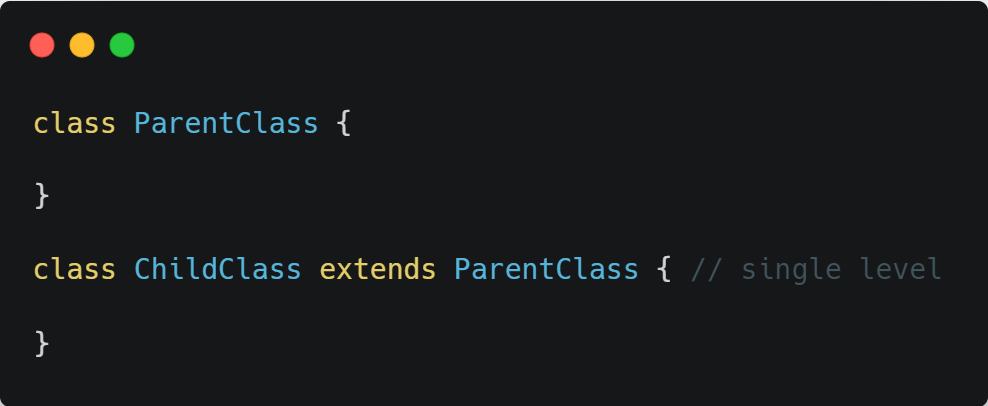 class ParentClass {
}
class ChildClass extends ParentClass { // single level
}